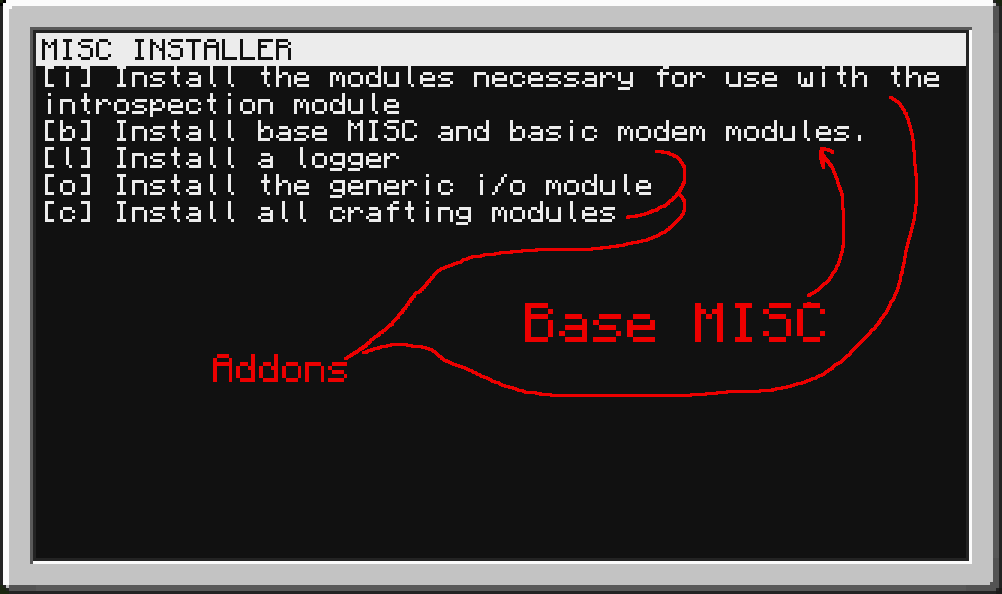 MISC INSTALLER
[i] Install the modules necessary for use with the
introspection module
[b] Install base MISC and basic modem modules.
[l] Install a logger
[o] Install the generic i/o module
[c] Install all crafting modules
Base MISC
Addons